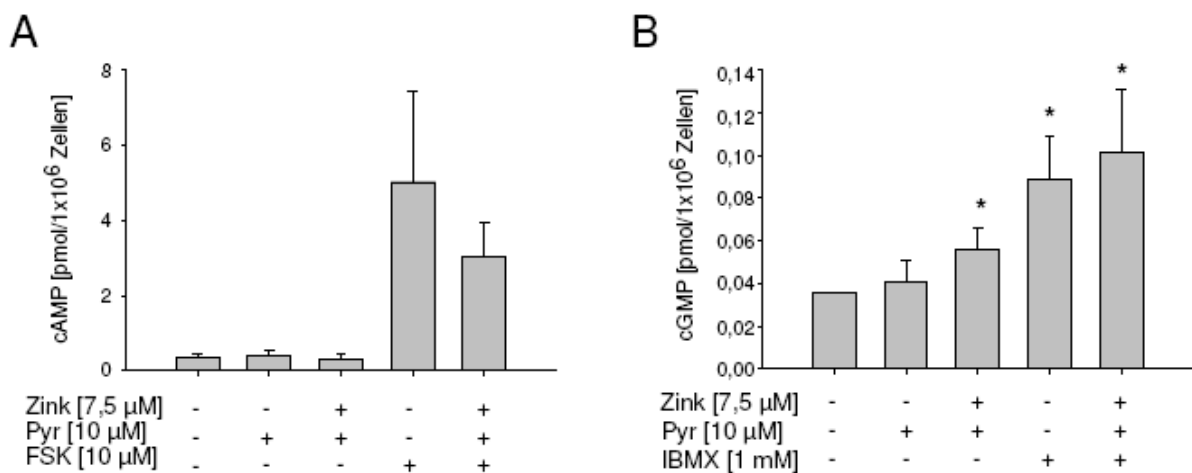 A
cAMP [pmol/1x10⁶ Zellen]
8
6
4
2
0
Zink [7,5 µM] - - + - +
Pyr [10 µM] - + + - +
FSK [10 µM] - - - + +
B
cGMP [pmol/1x10⁶ Zellen]
0,14
0,12
0,10
0,08
0,06
0,04
0,02
0,00
*
*
*
Zink [7,5 µM] - - + - +
Pyr [10 µM] - + + - +
IBMX [1 mM] - - - + +